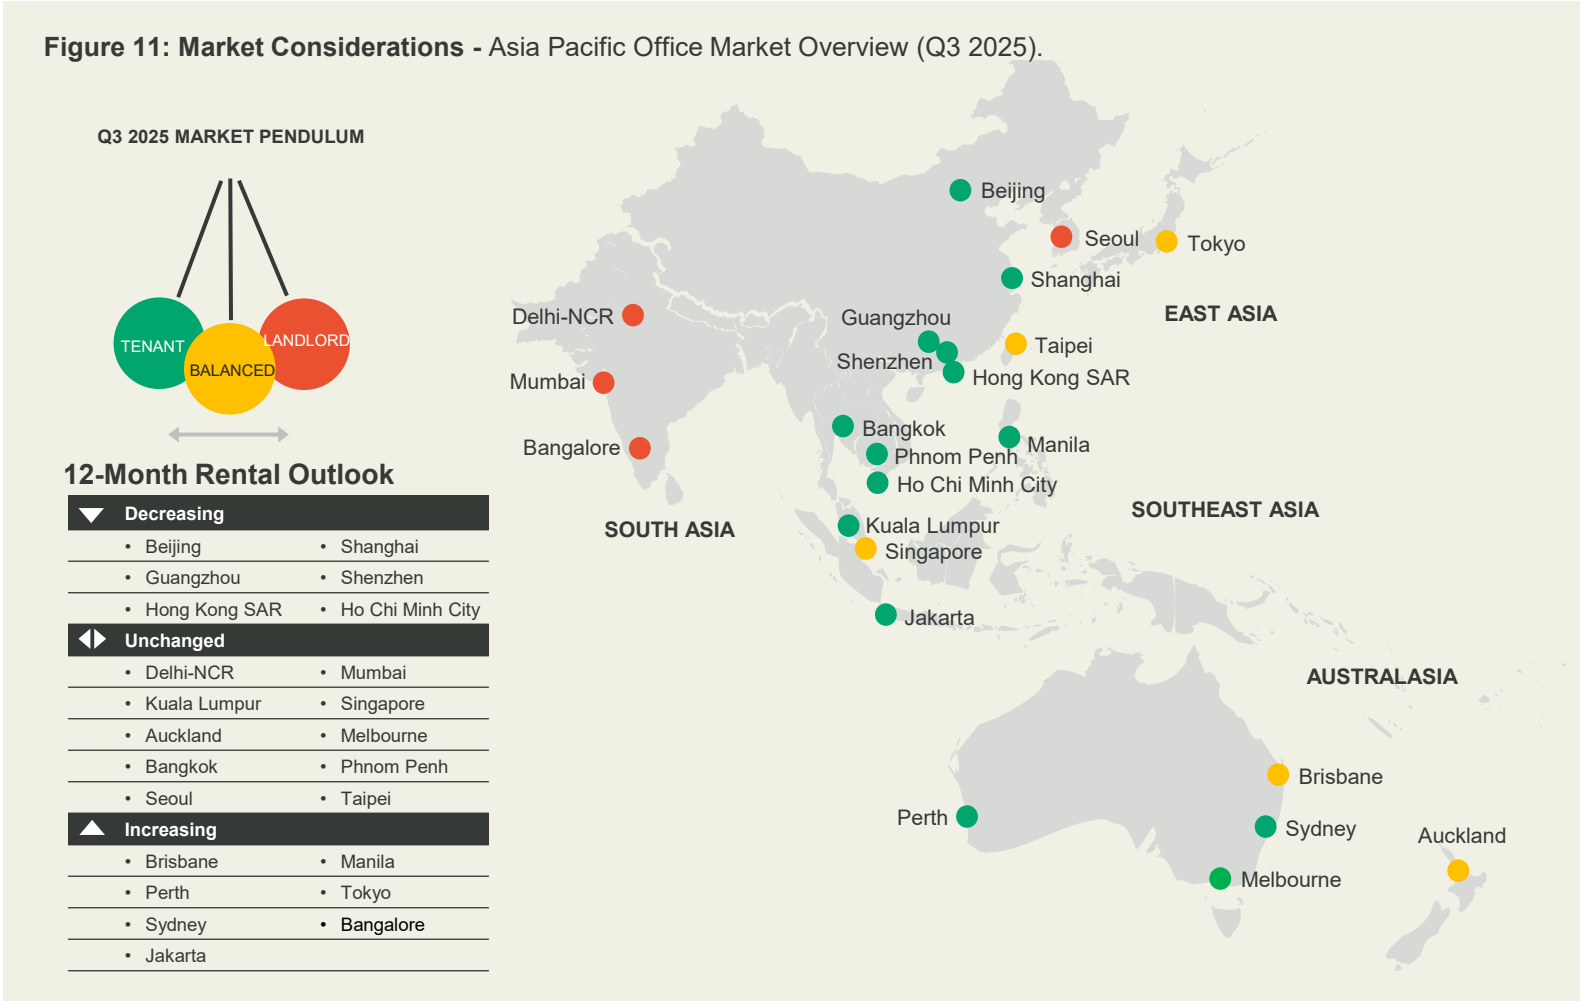 Figure 11: Market Considerations - Asia Pacific Office Market Overview (Q3 2025).
Q3 2025 MARKET PENDULUM
TENANT
BALANCED
LANDLORD
12-Month Rental Outlook
Decreasing
• Beijing • Shanghai
• Guangzhou • Shenzhen
• Hong Kong SAR • Ho Chi Minh City
Unchanged
• Delhi-NCR • Mumbai
• Kuala Lumpur • Singapore
• Auckland • Melbourne
• Bangkok • Phnom Penh
• Seoul • Taipei
Increasing
• Brisbane • Manila
• Perth • Tokyo
• Sydney • Bangalore
• Jakarta
Beijing
Seoul
Tokyo
Shanghai
EAST ASIA
Delhi-NCR
Guangzhou
Taipei
Shenzhen
Hong Kong SAR
Mumbai
Bangkok
Manila
Bangalore
Phnom Penh
Ho Chi Minh City
SOUTHEAST ASIA
SOUTH ASIA
Kuala Lumpur
Singapore
Jakarta
AUSTRALASIA
Brisbane
Perth
Sydney
Auckland
Melbourne